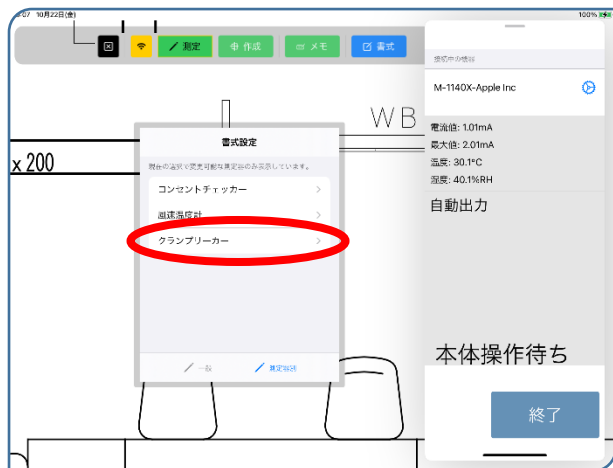 10月22日(金)
100%
測定
作成
メモ
書式
接続中の機器
M-1140X-Apple Inc
WB
電流値: 1.01mA
最大値: 2.01mA
温度: 30.1°C
湿度: 40.1%RH
自動出力
x 200
書式設定
現在の選択で変更可能な測定器のみ表示しています。
コンセントチェッカー
風速温度計
クランプリーカー
一般
測定器別
本体操作待ち
終了